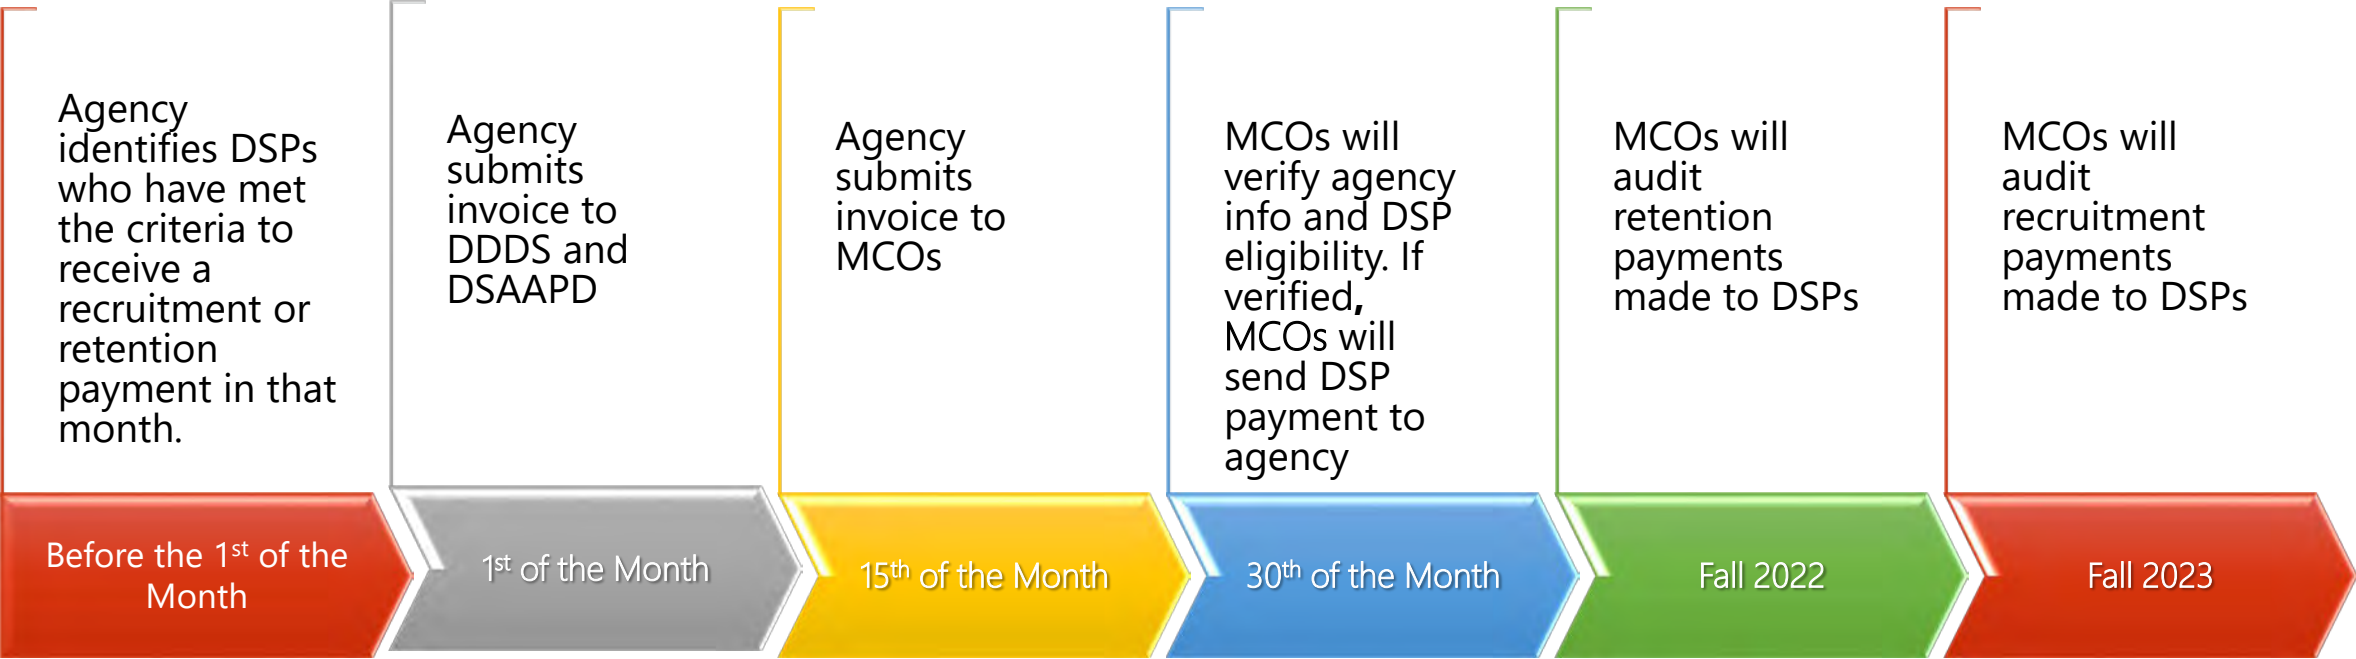 Agency
identifies DSPs
who have met
the criteria to
receive a
recruitment or
retention
payment in that
month.
Before the 1st of the
Month
Agency
submits
invoice to
DDDS and
DSAAPD
1st of the Month
Agency
submits
invoice to
MCOs
15th of the Month
MCOs will
verify agency
info and DSP
eligibility. If
verified,
MCOs will
send DSP
payment to
agency
30th of the Month
MCOs will
audit
retention
payments
made to DSPs
Fall 2022
MCOs will
audit
recruitment
payments
made to DSPs
Fall 2023